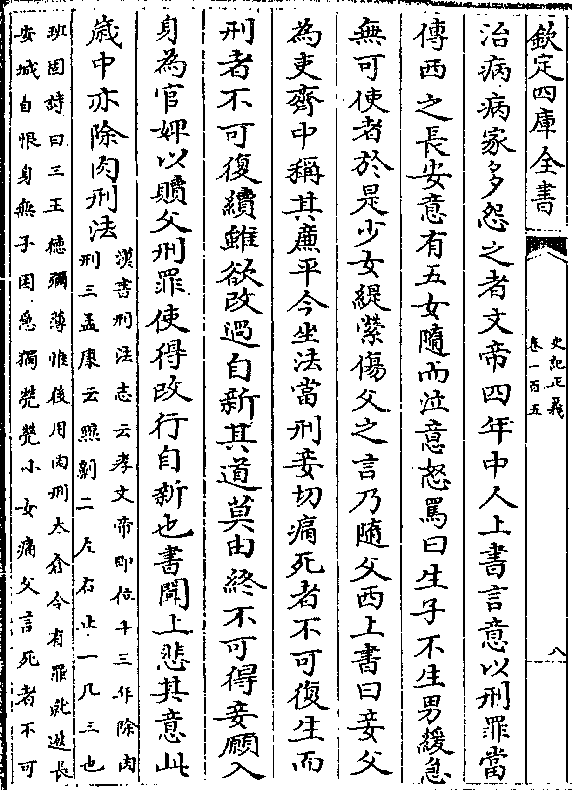 欽定四庫全書
史記正義
卷一百五
八
治病病家多怨之者文帝四年中人上書言意以刑罪當
傳西之長安意有五女隨而泣意怒罵曰生子不生男緩急
無可使者於是少女緹縈傷父之言乃隨父西上書曰妾父
為吏齊中稱其廉平今坐法當刑妾切痛死者不可復生而
刑者不可復續雖欲改過自新其道莫由終不可得妾願入
身為官婢以贖父刑罪使得改行自新也書聞上悲其意此
歲中亦除肉刑法
漢書刑法志云孝文帝即位十三年除肉
刑三孟康云黥劓二左右止一凡三也
班固詩曰三王德彌薄惟後用肉刑太倉令有罪就逮長
安城自恨身無子困急獨煢煢小女痛父言死者不可